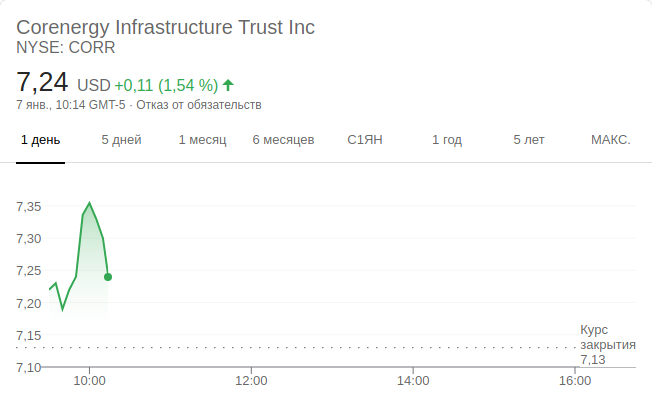 Corenergy Infrastructure Trust Inc
NYSE: CORR
7,24 USD +0,11 (1,54 %)
7 янв., 10:14 GMT-5 · Отказ от обязательств
1 день 5 дней 1 месяц 6 месяцев С1ЯН 1 год 5 лет МАКС.
7,35
7,30
7,25
7,20
7,15
7,10
Курс
закрытия
7,13
10:00 12:00 14:00 16:00